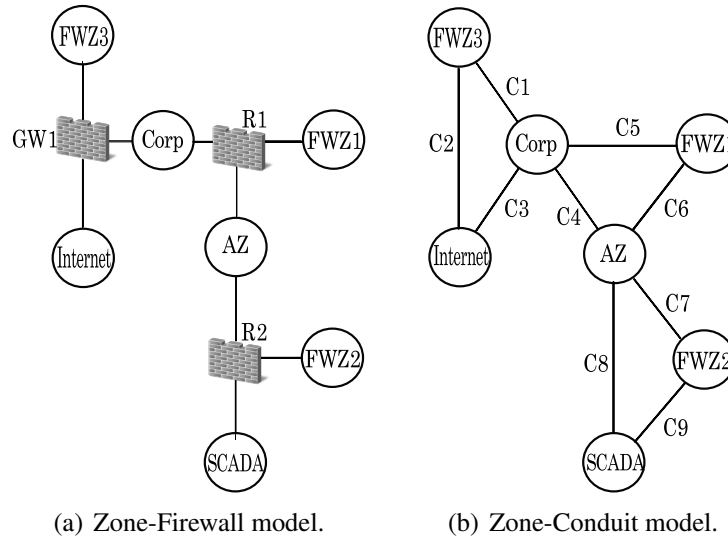 FWZ3
GW1
Corp
R1
FWZ1
Internet
AZ
R2
FWZ2
SCADA
(a) Zone-Firewall model.
FWZ3
C1
C2
Corp
C5
FWZ1
C3
C4
C6
Internet
AZ
C7
C8
FWZ2
C9
SCADA
(b) Zone-Conduit model.